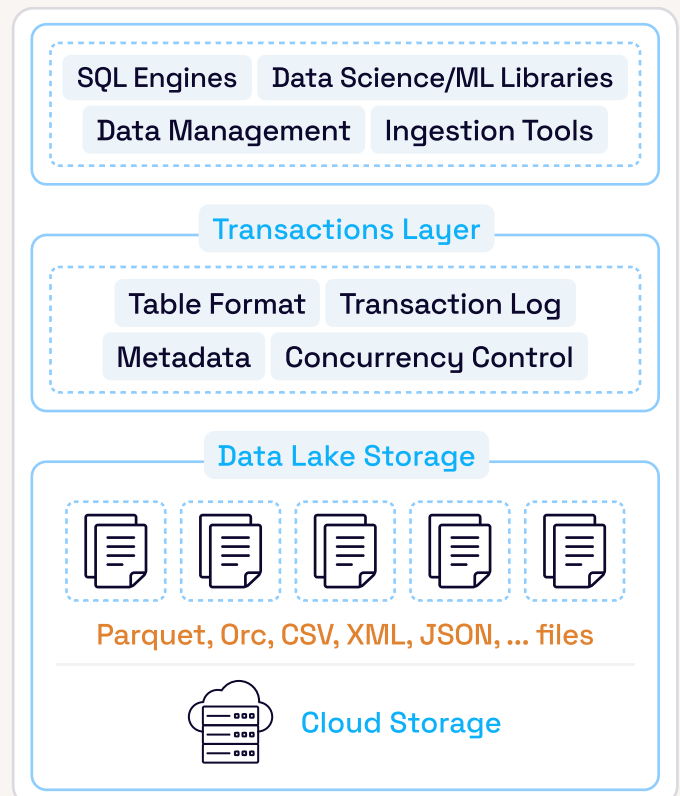 SQL Engines Data Science/ML Libraries
Data Management Ingestion Tools
Transactions Layer
Table Format Transaction Log
Metadata Concurrency Control
Data Lake Storage
Parquet, Orc, CSV, XML, JSON, ... files
Cloud Storage